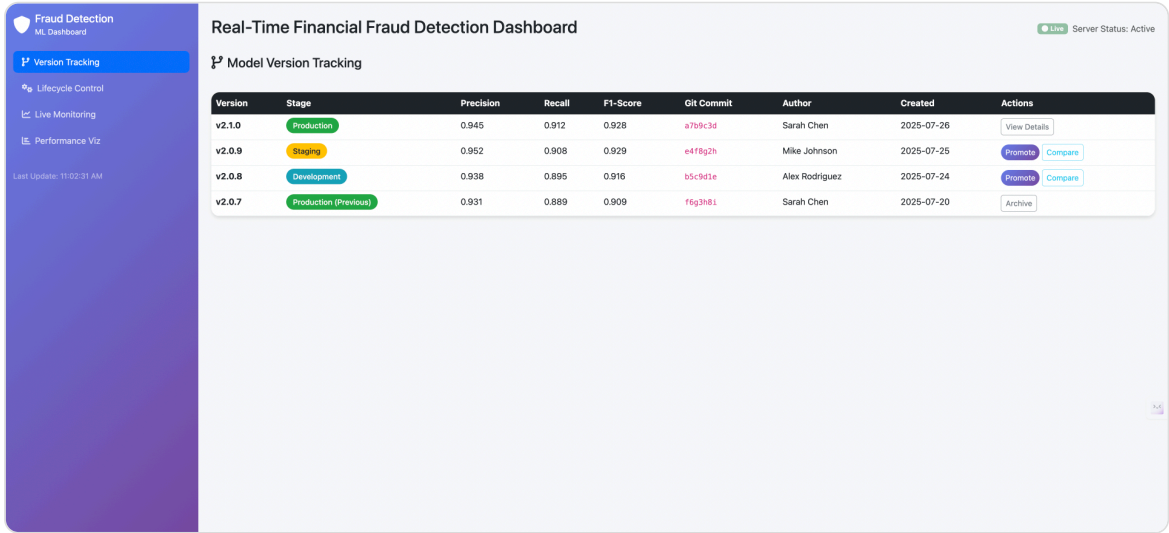 Fraud Detection
ML Dashboard
Version Tracking
Lifecycle Control
Live Monitoring
Performance Viz
Last Update: 11:02:31 AM
Real-Time Financial Fraud Detection Dashboard
Live Server Status: Active
Model Version Tracking
Version Stage Precision Recall F1-Score Git Commit Author Created Actions
v2.1.0 Production 0.945 0.912 0.928 a7b9c3d Sarah Chen 2025-07-26 View Details
v2.0.9 Staging 0.952 0.908 0.929 e4f8g2h Mike Johnson 2025-07-25 Promote Compare
v2.0.8 Development 0.938 0.895 0.916 b5c9d1e Alex Rodriguez 2025-07-24 Promote Compare
v2.0.7 Production (Previous) 0.931 0.889 0.909 f6g3h8i Sarah Chen 2025-07-20 Archive